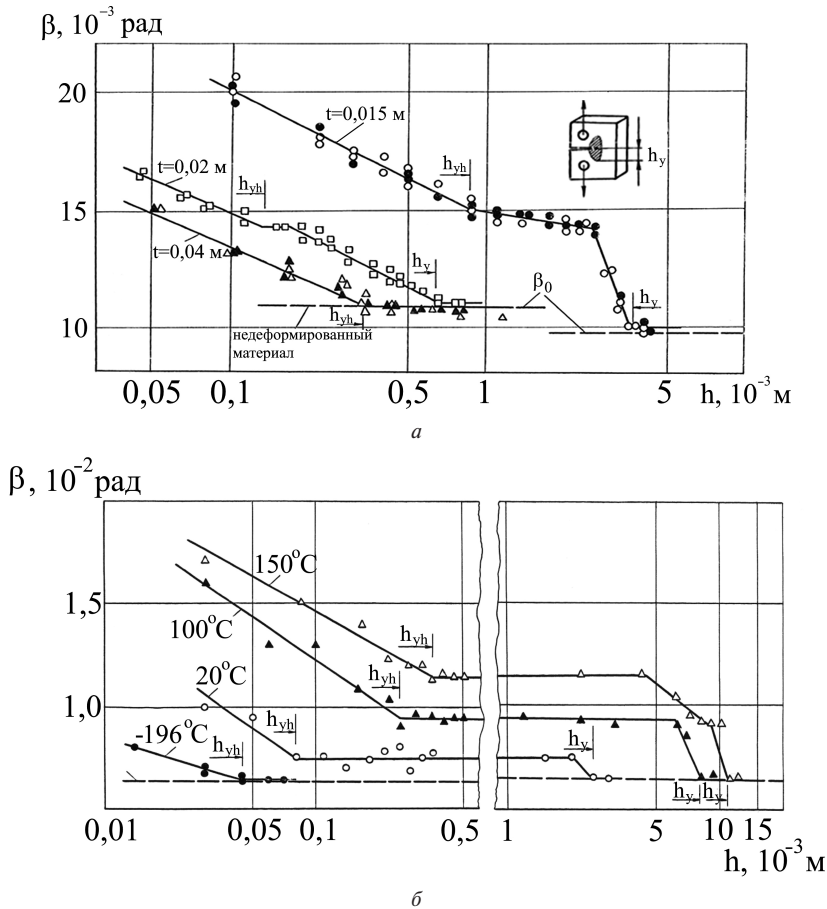 β, 10⁻³ рад
20
15
10
t=0,015 м
t=0,02 м
t=0,04 м
h_yh
h_yh
h_y
h_y
h_yh
h_y
β₀
недеформированный
материал
0,05 0,1 0,5 1 5 h, 10⁻³ м
а
β, 10⁻² рад
1,5
1,0
150°C
100°C
20°C
-196°C
h_yh
h_yh
h_yh
h_yh
h_y
h_y h_y
0,01 0,05 0,1 0,5 1 5 10 15
h, 10⁻³ м
б